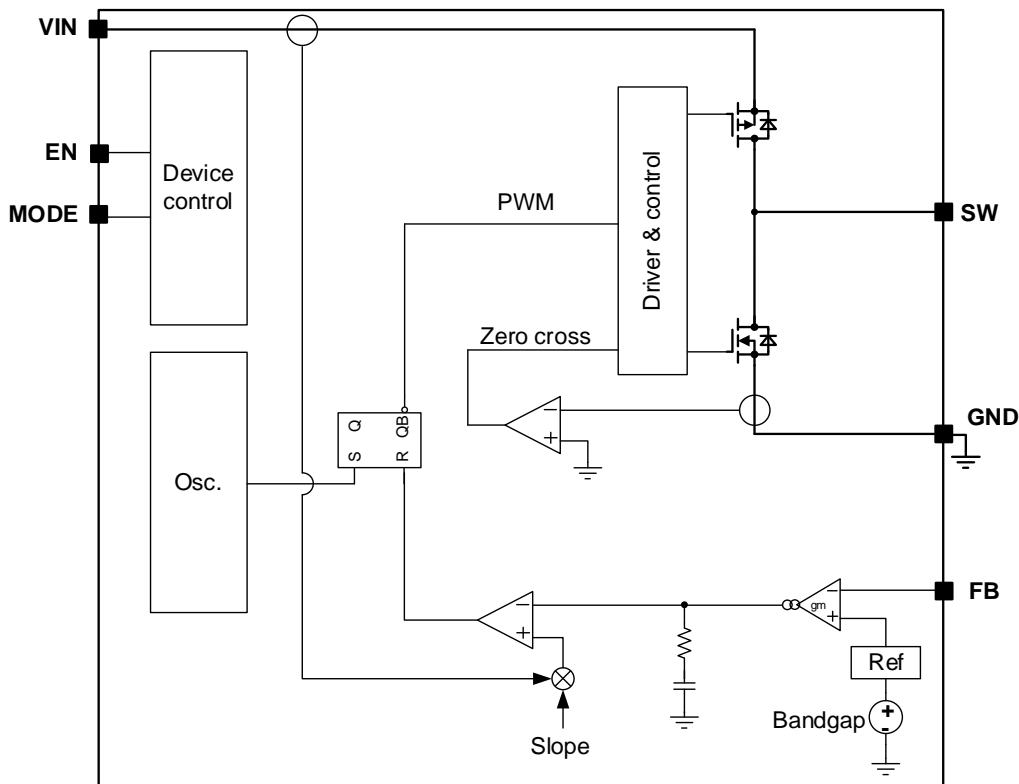 VIN
EN
MODE
Device
control
PWM
Driver & control
SW
Zero cross
GND
Q
QB
S
R
Osc.
FB
gm
Ref
Bandgap
Slope